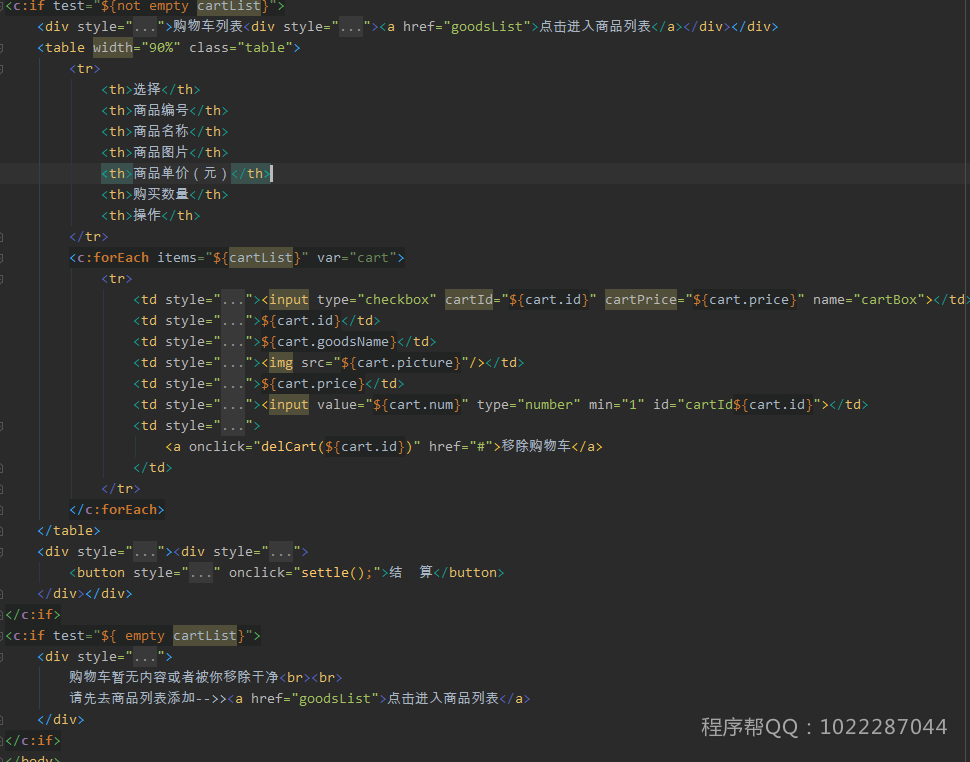 <c:if test="${not empty cartList}">
<div style="...">购物车列表<div style="..."><a href="goodsList">点击进入商品列表</a></div></div>
<table width="90%" class="table">
<tr>
<th>选择</th>
<th>商品编号</th>
<th>商品名称</th>
<th>商品图片</th>
<th>商品单价（元）</th>
<th>购买数量</th>
<th>操作</th>
</tr>
<c:forEach items="${cartList}" var="cart">
<tr>
<td style="..."><input type="checkbox" cartId="${cart.id}" cartPrice="${cart.price}" name="cartBox"></td>
<td style="...">${cart.id}</td>
<td style="...">${cart.goodsName}</td>
<td style="..."><img src="${cart.picture}"/></td>
<td style="...">${cart.price}</td>
<td style="..."><input value="${cart.num}" type="number" min="1" id="cartId${cart.id}"></td>
<td style="...">
<a onclick="delCart(${cart.id})" href="#">移除购物车</a>
</td>
</tr>
</c:forEach>
</table>
<div style="..."><div style="...">
<button style="..." onclick="settle();">结  算</button>
</div></div>
</c:if>
<c:if test="${ empty cartList}">
<div style="...">
购物车暂无内容或者被你移除干净<br><br>
请先去商品列表添加-->><a href="goodsList">点击进入商品列表</a>
</div>
</c:if>
</body>
程序帮QQ：1022287044